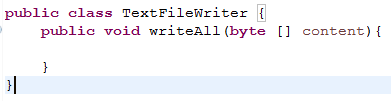 public class TextFileWriter {
    public void writeAll(byte [] content){
    }
}